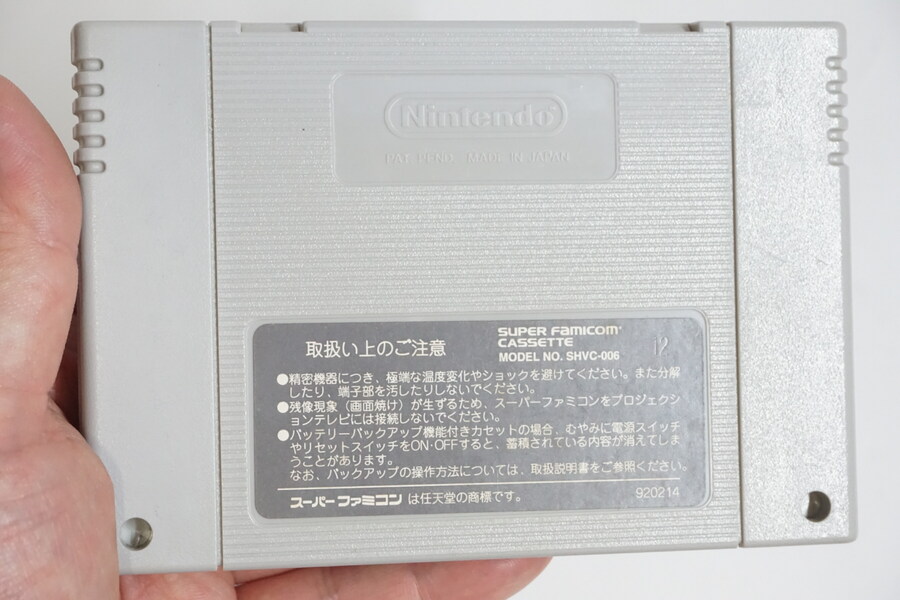 Nintendo
PAT. PEND. MADE IN JAPAN
取扱い上のご注意
SUPER FAMICOM
CASSETTE
MODEL NO. SHVC-006
12
●精密機器につき、極端な温度変化やショックを避けてください。また分解
したり、端子部を汚したりしないでください。
●残像現象(画面焼け)が生ずるため、スーパーファミコンをプロジェクシ
ョンテレビには接続しないでください。
●バッテリーバックアップ機能付きカセットの場合、むやみに電源スイッチ
やリセットスイッチをON・OFFすると、蓄積されている内容が消えてしま
うことがあります。
なお、バックアップの操作方法については、取扱説明書をご参照ください。
スーパーファミコンは任天堂の商標です。
920214